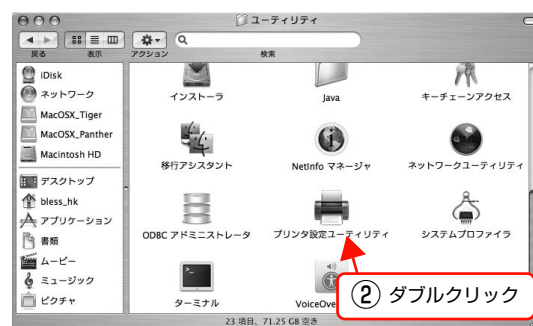 ユーティリティ
戻る 表示 アクション 検索
iDisk
ネットワーク
MacOSX_Tiger
MacOSX_Panther
Macintosh HD
デスクトップ
bless_hk
アプリケーション
書類
ムービー
ミュージック
ピクチャ
インストーラ Java キーチェーンアクセス
移行アシスタント NetInfo マネージャ ネットワークユーティリティ
ODBC アドミニストレータ プリンタ設定ユーティリティ システムプロファイラ
ターミナル VoiceOve
② ダブルクリック
23 項目、71.25 GB 空き